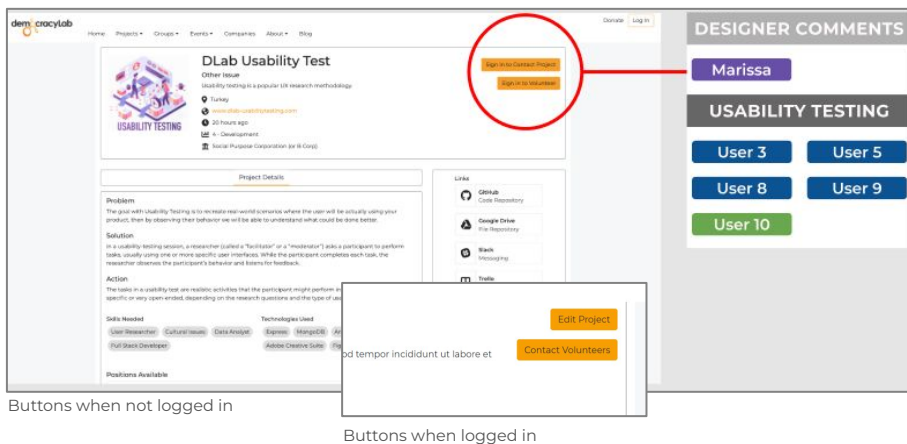 democracylab
Donate
Log In
Home Projects Groups Events Companies About Blog
DLab Usability Test
Other Issue
Usability testing is a popular UX research methodology.
Turkey
www.dlab-usabilitytesting.com
20 hours ago
4 - Development
Social Purpose Corporation (or B Corp)
USABILITY TESTING
Sign in to Contact Project
Sign in to Volunteer
Project Details
Problem
The goal with Usability Testing is to recreate real-world scenarios where the user will be actually using your
product, then by observing their behavior we will be able to understand what could be done better.
Solution
In a usability-testing session, a researcher (called a "facilitator" or a "moderator") asks a participant to perform
tasks, usually using one or more specific user interfaces. While the participant completes each task, the
researcher observes the participant's behavior and listens for feedback.
Action
The tasks in a usability test are realistic activities that the participant might perform in
specific or very open ended, depending on the research questions and the type of
Skills Needed
User Researcher Cultural Issues Data Analyst
Full Stack Developer
Technologies Used
Express MongoDB
Adobe Creative Suite
Positions Available
Links
GitHub
Code Repository
Google Drive
File Repository
Slack
Messaging
Trello
Edit Project
od tempor incididunt ut labore et
Contact Volunteers
DESIGNER COMMENTS
Marissa
USABILITY TESTING
User 3 User 5
User 8 User 9
User 10
Buttons when not logged in
Buttons when logged in